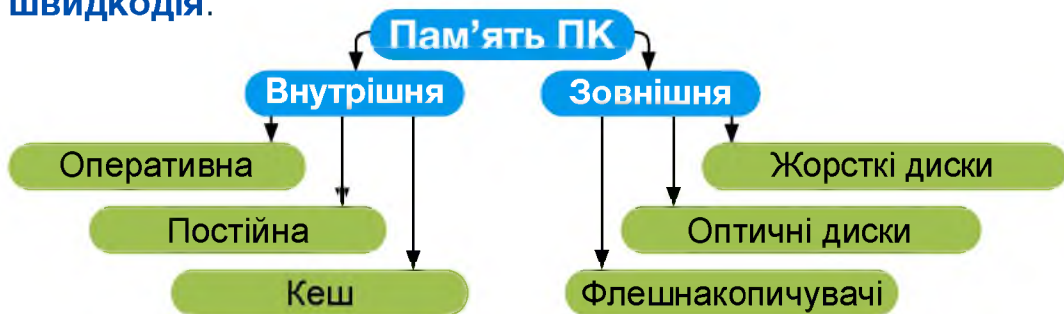 швидкодія.
Пам'ять ПК
Внутрішня
Зовнішня
Оперативна
Жорсткі диски
Постійна
Оптичні диски
Кеш
Флешнакопичувачі